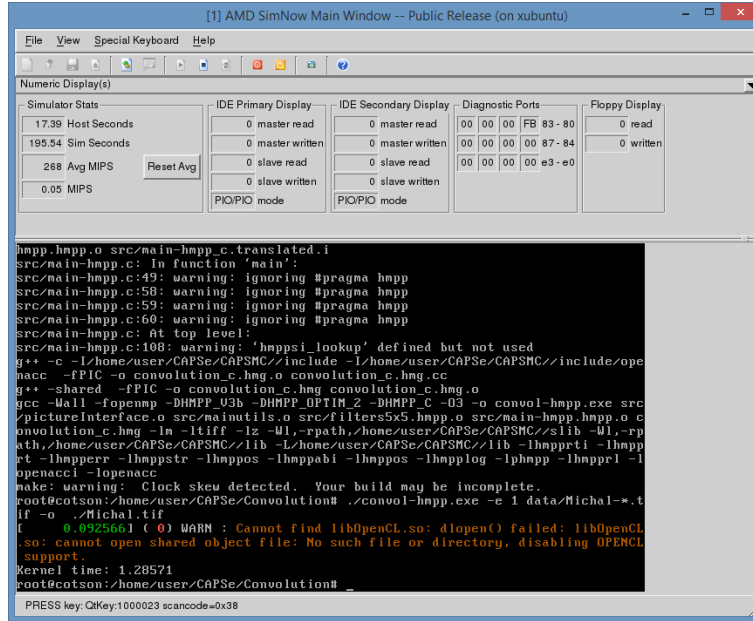 [1] AMD SimNow Main Window -- Public Release (on xubuntu)
File View Special Keyboard Help
Numeric Display(s)
Simulator Stats
17.39 Host Seconds
195.54 Sim Seconds
268 Avg MIPS Reset Avg
0.05 MIPS
IDE Primary Display
0 master read
0 master written
0 slave read
0 slave written
PIO/PIO mode
IDE Secondary Display
0 master read
0 master written
0 slave read
0 slave written
PIO/PIO mode
Diagnostic Ports
00 00 00 FB 83 - 80
00 00 00 00 87 - 84
00 00 00 00 e3 - e0
Floppy Display
0 read
0 written
hmpp.hmpp.o src/main-hmpp_c.translated.i
src/main-hmpp.c: In function 'main':
src/main-hmpp.c:49: warning: ignoring #pragma hmpp
src/main-hmpp.c:58: warning: ignoring #pragma hmpp
src/main-hmpp.c:59: warning: ignoring #pragma hmpp
src/main-hmpp.c:60: warning: ignoring #pragma hmpp
src/main-hmpp.c: At top level:
src/main-hmpp.c:108: warning: 'hmppsi_lookup' defined but not used
g++ -c -I/home/user/CAPSe/CAPSMC//include -I/home/user/CAPSe/CAPSMC//include/ope
nacc  -fPIC -o convolution_c.hmg.o convolution_c.hmg.cc
g++ -shared  -fPIC -o convolution_c.hmg convolution_c.hmg.o
gcc -Wall -fopenmp -DHMPP_V3b -DHMPP_OPTIM_2 -DHMPP_C -O3 -o convol-hmpp.exe src
/pictureInterface.o src/mainutils.o src/filters5x5.hmpp.o src/main-hmpp.hmpp.o c
onvolution_c.hmg -lm -ltiff -lz -Wl,-rpath,/home/user/CAPSe/CAPSMC//slib -Wl,-rp
ath,/home/user/CAPSe/CAPSMC//lib -L/home/user/CAPSe/CAPSMC//lib -lhmpprti -lhmpp
rt -lhmpperr -lhmppstr -lhmppos -lhmppabi -lhmppos -lhmpplog -lphmpp -lhmpprl -l
openacci -lopenacc
make: warning:  Clock skew detected.  Your build may be incomplete.
root@cotson:/home/user/CAPSe/Convolution# ./convol-hmpp.exe -e 1 data/Michal-*.t
if -o  ./Michal.tif
[     0.092566] ( 0) WARN : Cannot find libOpenCL.so: dlopen() failed: libOpenCL
.so: cannot open shared object file: No such file or directory, disabling OPENCL
 support.
Kernel time: 1.28571
root@cotson:/home/user/CAPSe/Convolution# _
PRESS key: QtKey:1000023 scancode=0x38